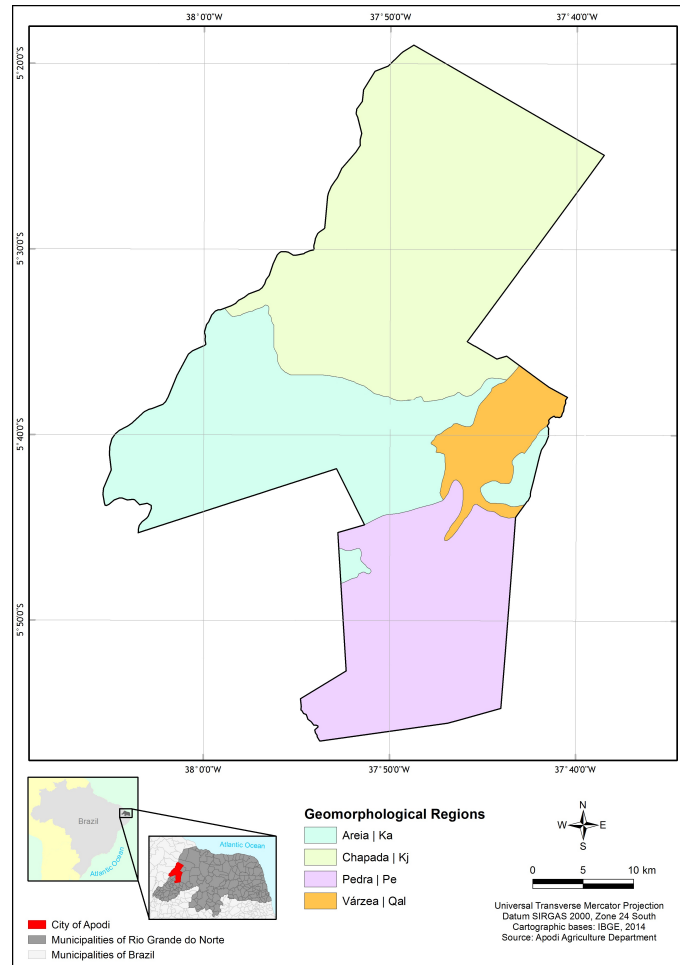 38°0'0"W 37°50'0"W 37°40'0"W
5°20'0"S
5°30'0"S
5°40'0"S
5°50'0"S
38°0'0"W 37°50'0"W 37°40'0"W
Brazil
Atlantic Ocean
Atlantic Ocean
City of Apodi
Municipalities of Rio Grande do Norte
Municipalities of Brazil
Geomorphological Regions
Areia | Ka
Chapada | Kj
Pedra | Pe
Várzea | Qal
N
W E
S
0 5 10 km
Universal Transverse Mercator Projection
Datum SIRGAS 2000, Zone 24 South
Cartographic bases: IBGE, 2014
Source: Apodi Agriculture Department